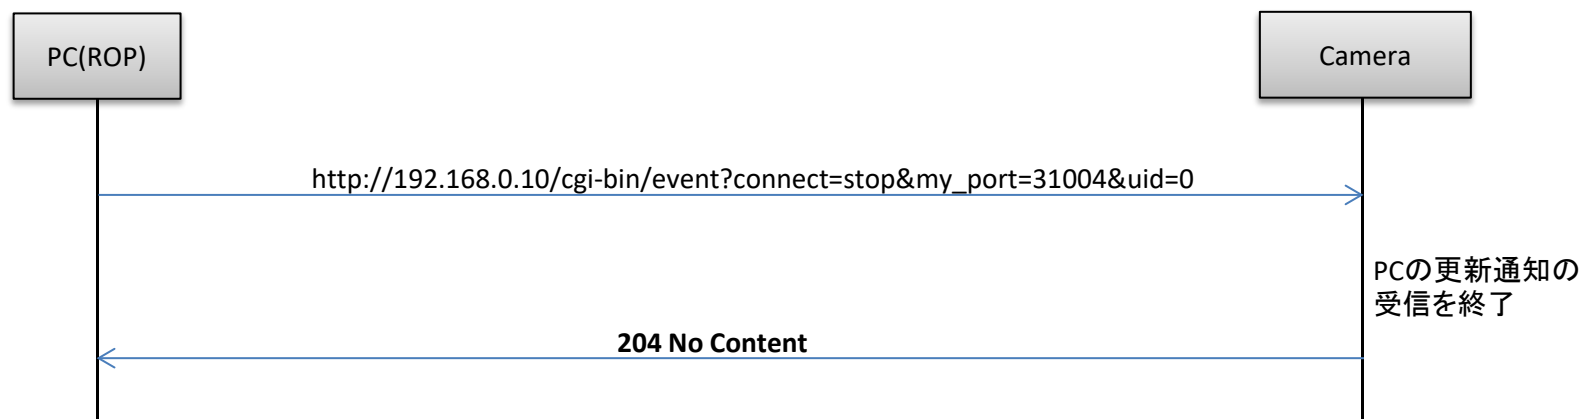 PC(ROP)
Camera
http://192.168.0.10/cgi-bin/event?connect=stop&my_port=31004&uid=0
PCの更新通知の
受信を終了
204 No Content